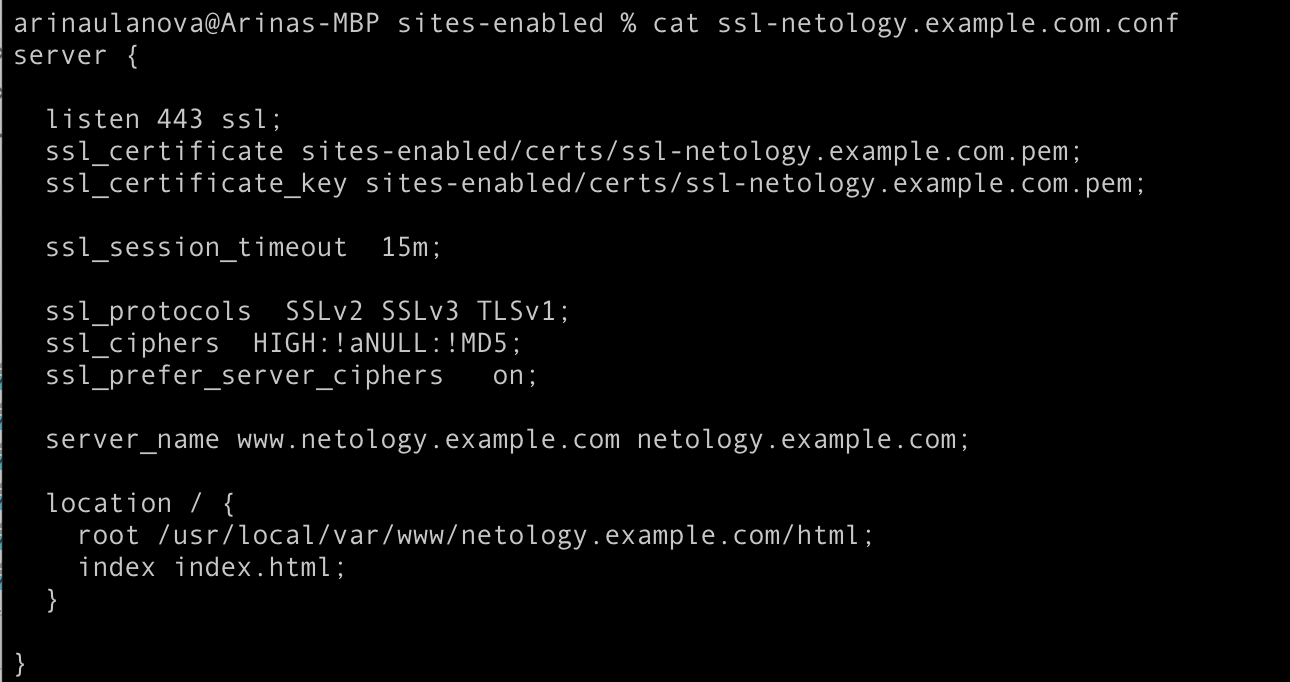 arinaulanova@Arinas-MBP sites-enabled % cat ssl-netology.example.com.conf
server {
listen 443 ssl;
ssl_certificate sites-enabled/certs/ssl-netology.example.com.pem;
ssl_certificate_key sites-enabled/certs/ssl-netology.example.com.pem;
ssl_session_timeout  15m;
ssl_protocols  SSLv2 SSLv3 TLSv1;
ssl_ciphers  HIGH:!aNULL:!MD5;
ssl_prefer_server_ciphers   on;
server_name www.netology.example.com netology.example.com;
location / {
root /usr/local/var/www/netology.example.com/html;
index index.html;
}
}